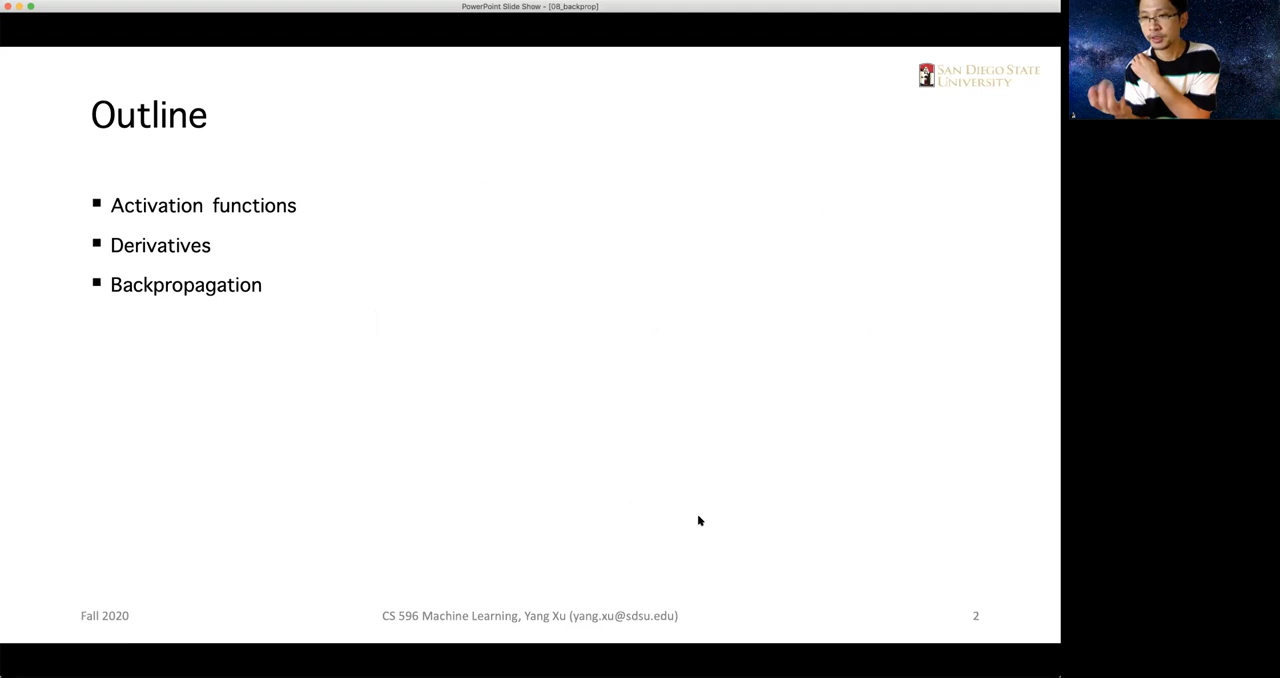 PowerPoint Slide Show - [08_backprop]
SAN DIEGO STATE
UNIVERSITY
Outline
Activation functions
Derivatives
Backpropagation
Fall 2020
CS 596 Machine Learning, Yang Xu (yang.xu@sdsu.edu)
2